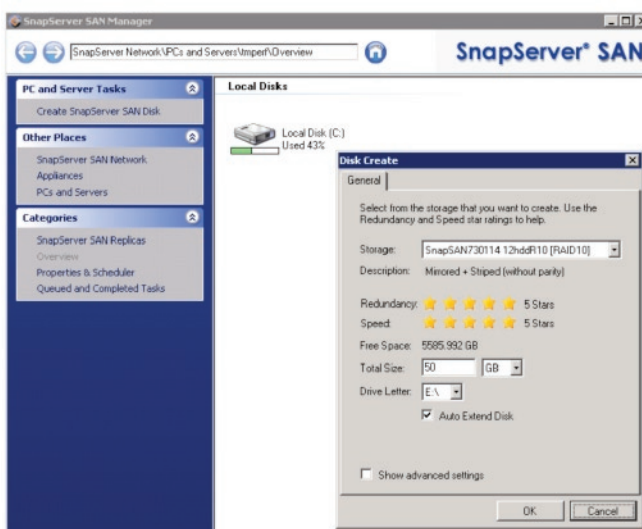 SnapServer SAN Manager
SnapServer Network\PCs and Servers\tmperf\Overview
SnapServer® SAN
PC and Server Tasks
Create SnapServer SAN Disk
Other Places
SnapServer SAN Network
Appliances
PCs and Servers
Categories
SnapServer SAN Replicas
Overview
Properties & Scheduler
Queued and Completed Tasks
Local Disks
Local Disk (C:)
Used 43%
Disk Create
General
Select from the storage that you want to create. Use the
Redundancy and Speed star ratings to help.
Storage: SnapSAN730114 12hddR10 [RAID10]
Description: Mirrored + Striped (without parity)
Redundancy: 5 Stars
Speed: 5 Stars
Free Space: 5585.992 GB
Total Size: 50 GB
Drive Letter: E:\
Auto Extend Disk
Show advanced settings
OK Cancel